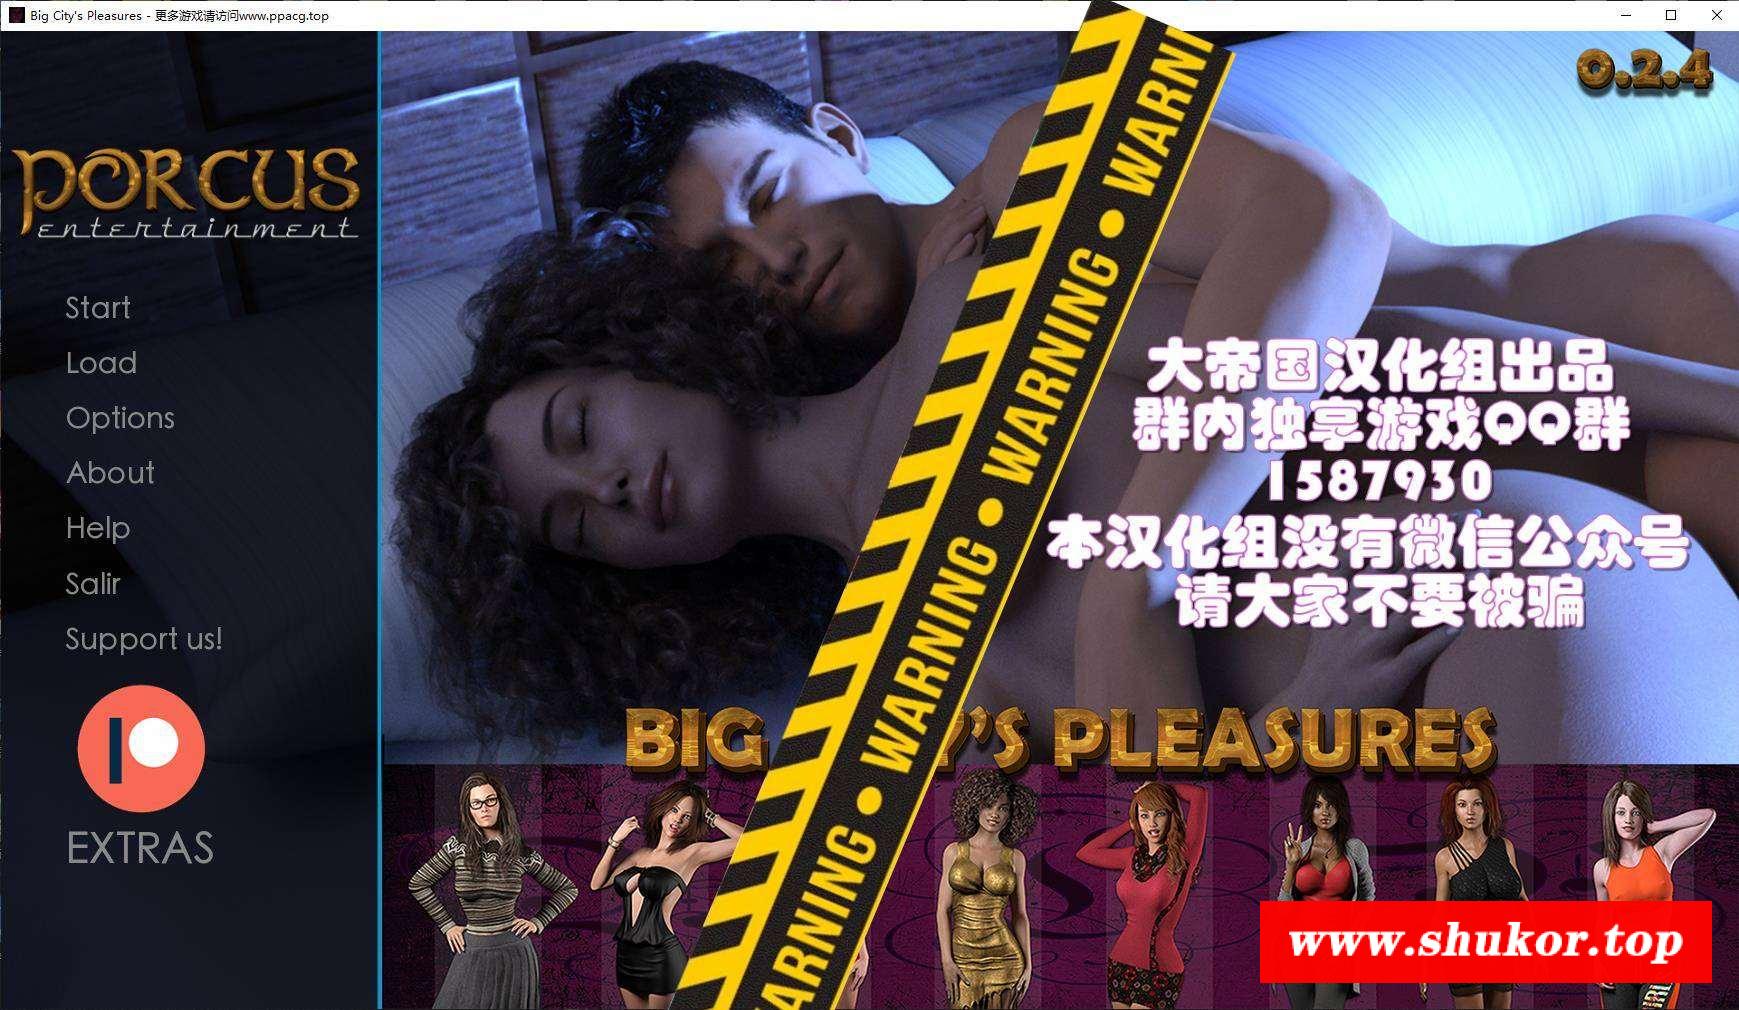 Big City's Pleasures - 更多游戏请访问www.ppacg.top
0.2.4
PORCUS
entertainment
Start
Load
Options
About
Help
Salir
Support us!
EXTRAS
WARNI
WARNING
WARNING
WARNING
ARNING
大帝国汉化组出品
群内独享游戏QQ群
1587930
本汉化组没有微信公众号
请大家不要被骗
BIG Y'S PLEASURES
www.shukor.top